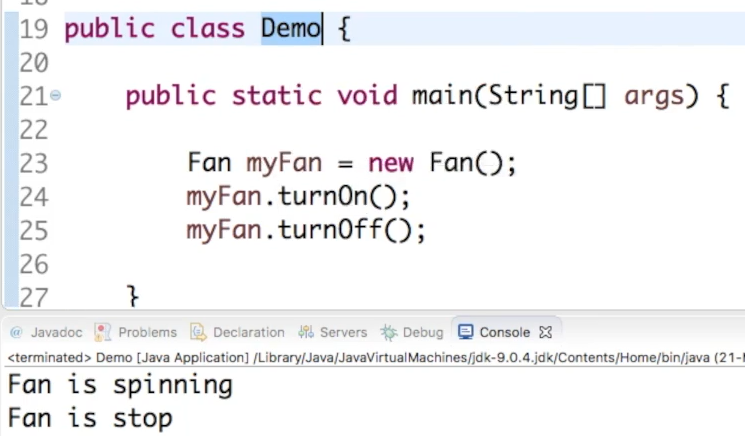 19 public class Demo {
20
21 public static void main(String[] args) {
22
23 Fan myFan = new Fan();
24 myFan.turnOn();
25 myFan.turnOff();
26
27 }
@ Javadoc Problems Declaration Servers Debug Console
<terminated> Demo [Java Application] /Library/Java/JavaVirtualMachines/jdk-9.0.4.jdk/Contents/Home/bin/java (21-
Fan is spinning
Fan is stop